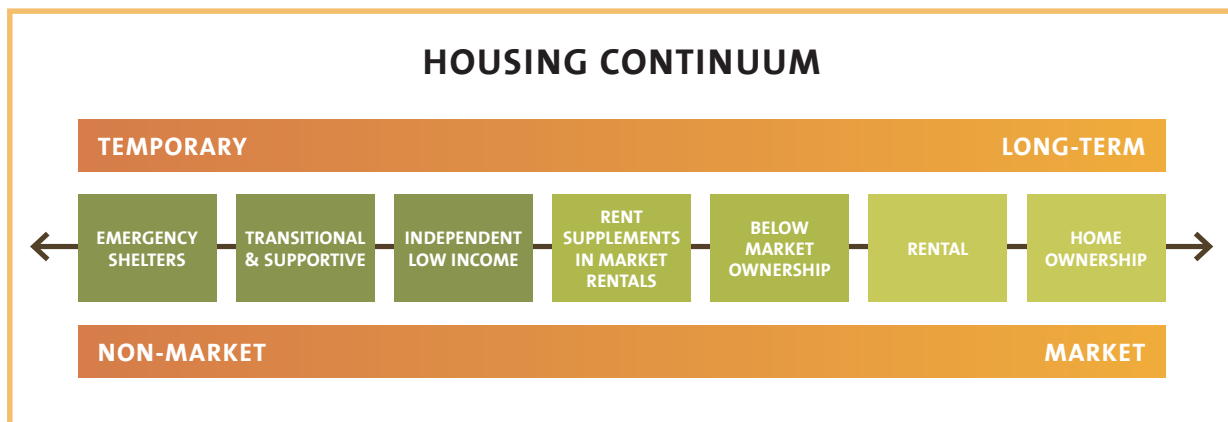 HOUSING CONTINUUM
TEMPORARY
LONG-TERM
EMERGENCY
SHELTERS
TRANSITIONAL
& SUPPORTIVE
INDEPENDENT
LOW INCOME
RENT
SUPPLEMENTS
IN MARKET
RENTALS
BELOW
MARKET
OWNERSHIP
RENTAL
HOME
OWNERSHIP
NON-MARKET
MARKET